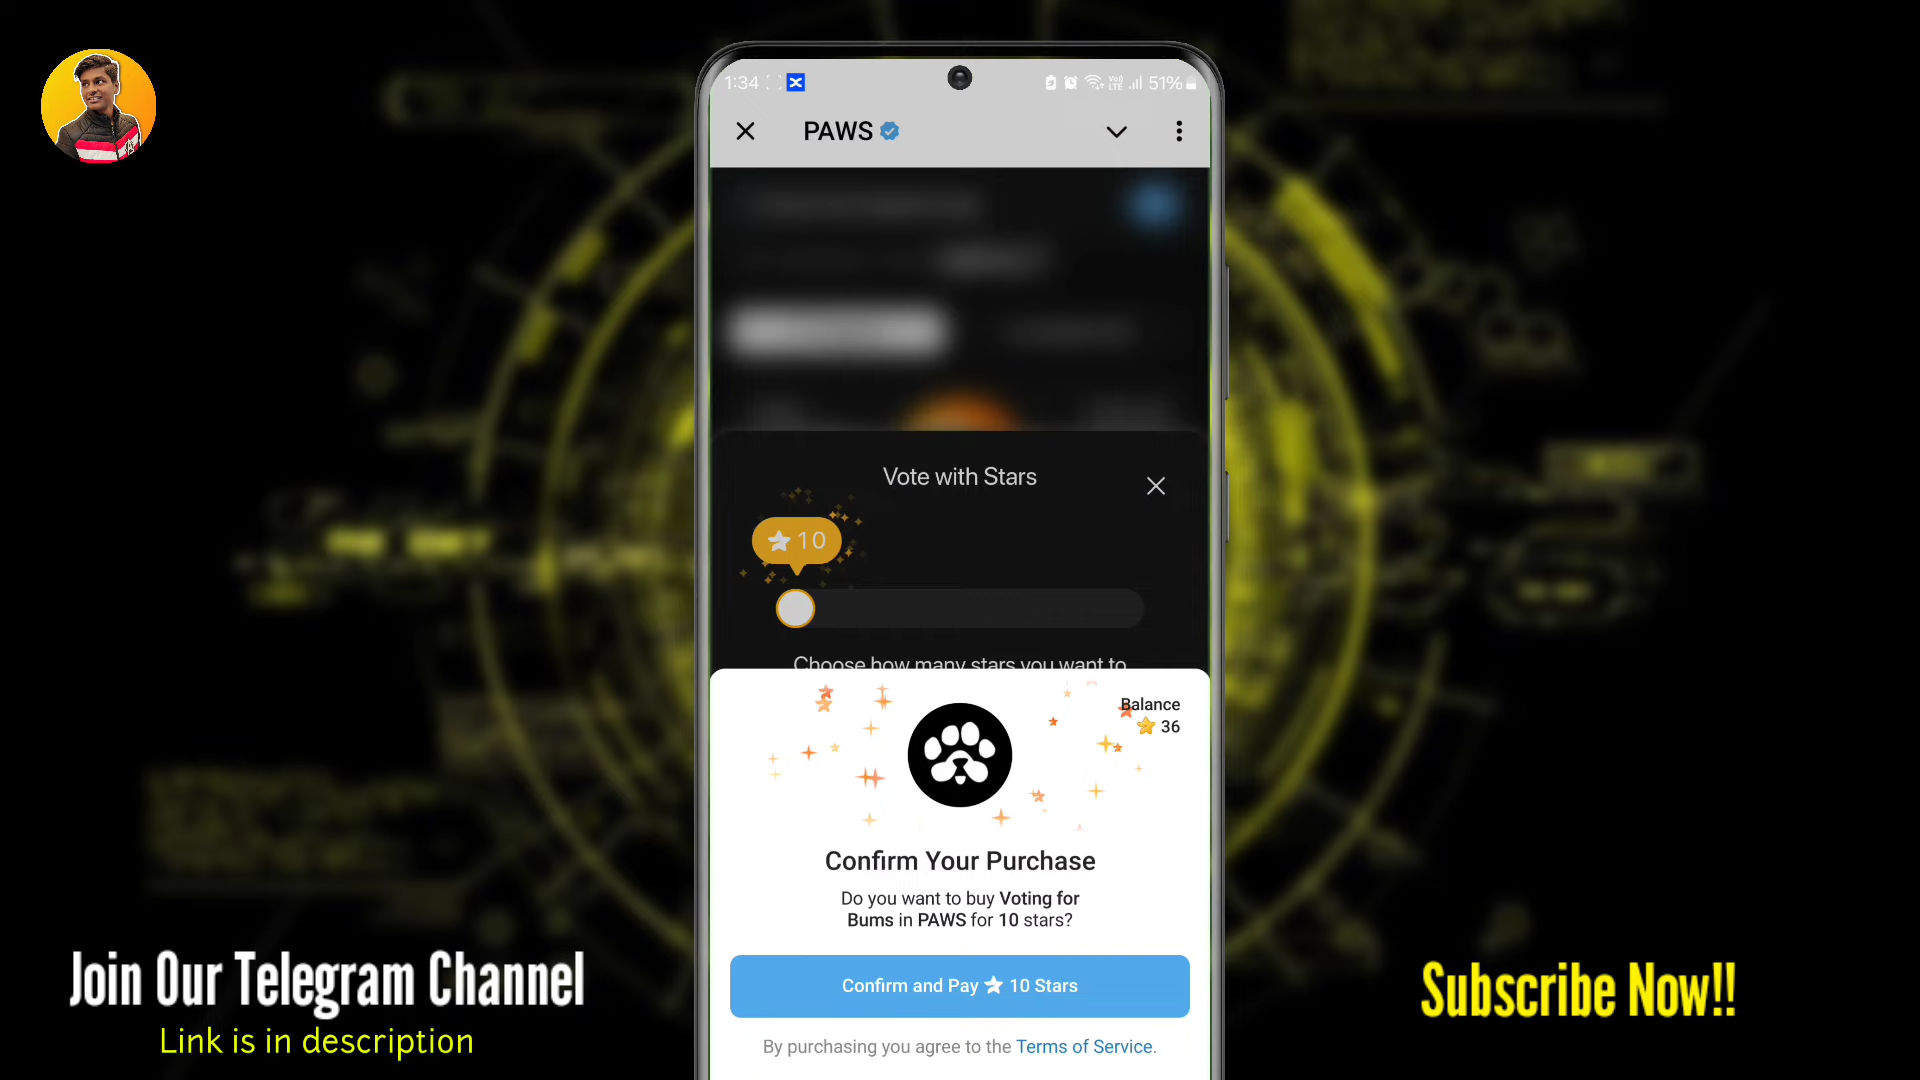 1:34
Vo))
LTE
51%
PAWS
Vote with Stars
10
Choose how many stars you want to
Balance
36
Confirm Your Purchase
Do you want to buy Voting for
Bums in PAWS for 10 stars?
Confirm and Pay 10 Stars
By purchasing you agree to the Terms of Service.
Join Our Telegram Channel
Link is in description
Subscribe Now!!